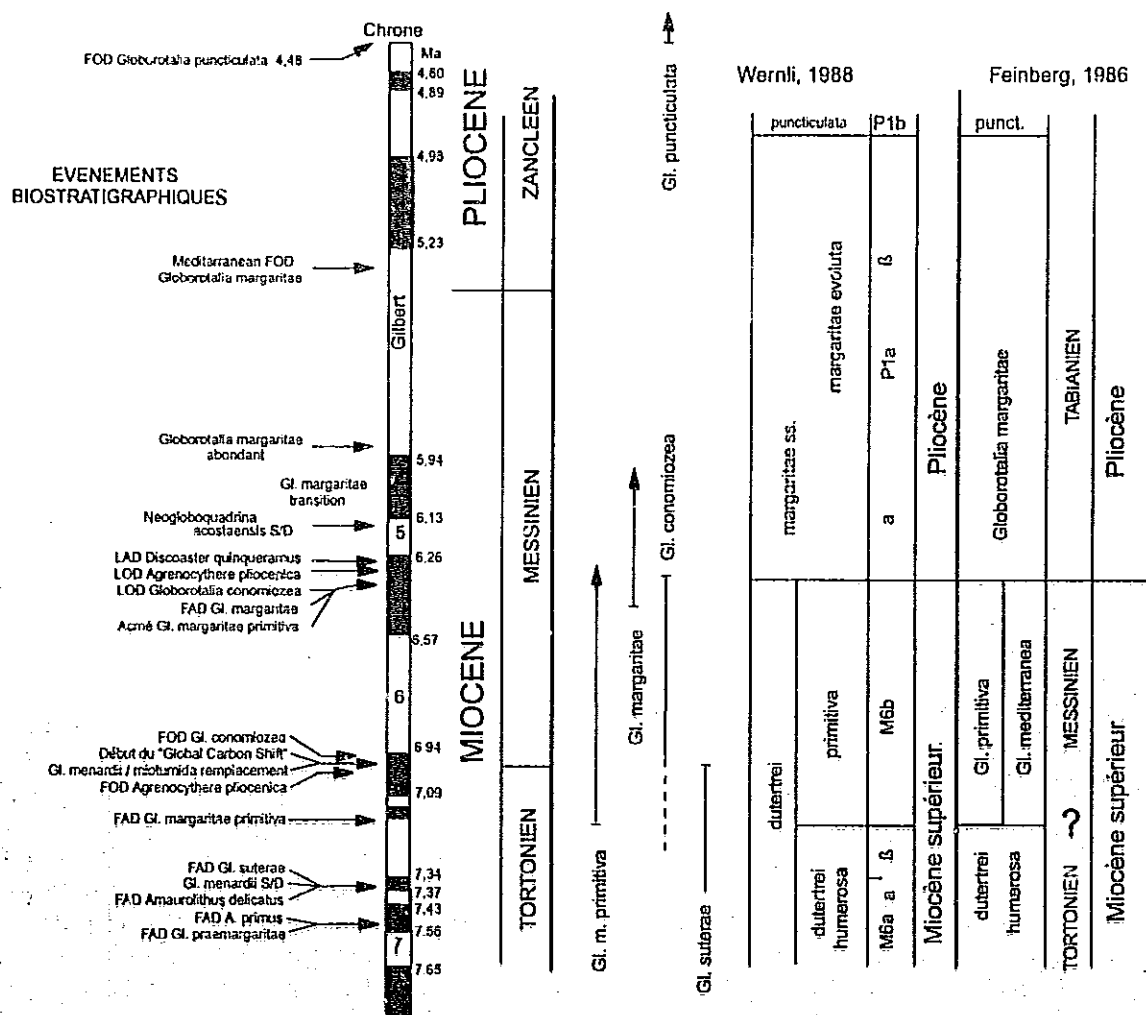 Chrone
Ma
FOD Globorotalia puncticulata 4,48
4,80
4,89
4,93
5,23
EVENEMENTS
BIOSTRATIGRAPHIQUES
Mediterranean FOD
Globorotalia margaritae
Gilbert
Globorotalia margaritae
abondant
5,94
Gl. margaritae
transition
6,13
Neogloboquadrina
acostaensis S/D
5
6,26
LAD Discoaster quinqueramus
LOD Agrenocythere pliocenica
LOD Globorotalia conomiozea
FAD Gl. margaritae
Acmé Gl. margaritae primitiva
6,57
6
FOD Gl. conomiozea
6 94
Début du "Global Carbon Shift"
Gl. menardii / miotumida remplacement
FOD Agrenocythere pliocenica
7,09
FAD Gl. margaritae primitiva
FAD Gl. suterae
7,34
Gl. menardii S/D
7,37
FAD Amaurolithus delicatus
7,43
FAD A. primus
7,56
FAD Gl. praemargaritae
7
7.65
PLIOCENE
ZANCLEEN
MIOCENE
MESSINIEN
TORTONIEN
Gl. m. primitiva
Gl. margaritae
Gl. conomiozea
Gl. puncticulata
Gl. suterae
Wernli, 1988
puncticulata
P1b
margaritae ss.
margaritae evoluta
ß
P1a
a
Pliocène
dutertrei
primitiva
M6b
dutertrei
humerosa
ß
M6a a
Miocène supérieur.
Feinberg, 1986
punct.
Globorotalia margaritae
TABIANIEN
Pliocène
Gl. primitiva
Gl. mediterranea
MESSINIEN
?
dutertrei
humerosa
TORTONIEN
Miocène supérieur